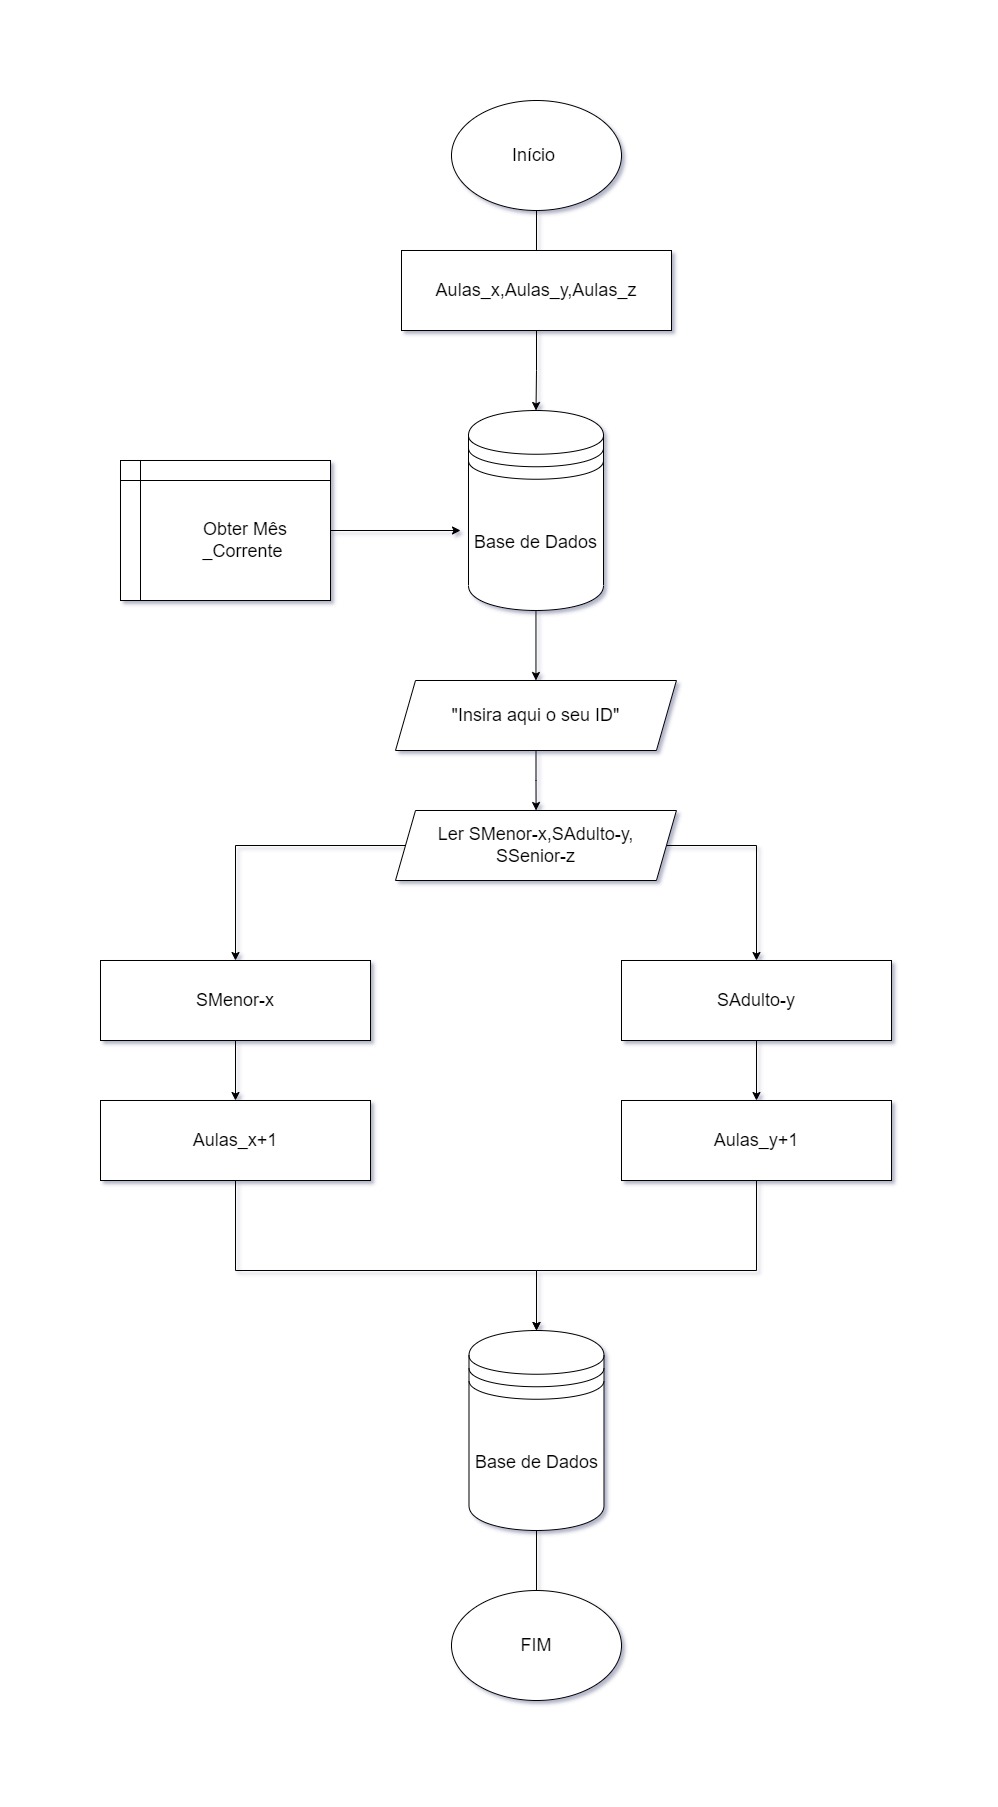 Início
Aulas_x,Aulas_y,Aulas_z
Obter Mês
_Corrente
Base de Dados
"Insira aqui o seu ID"
Ler SMenor-x,SAdulto-y,
SSenior-z
SMenor-x
SAdulto-y
Aulas_x+1
Aulas_y+1
Base de Dados
FIM